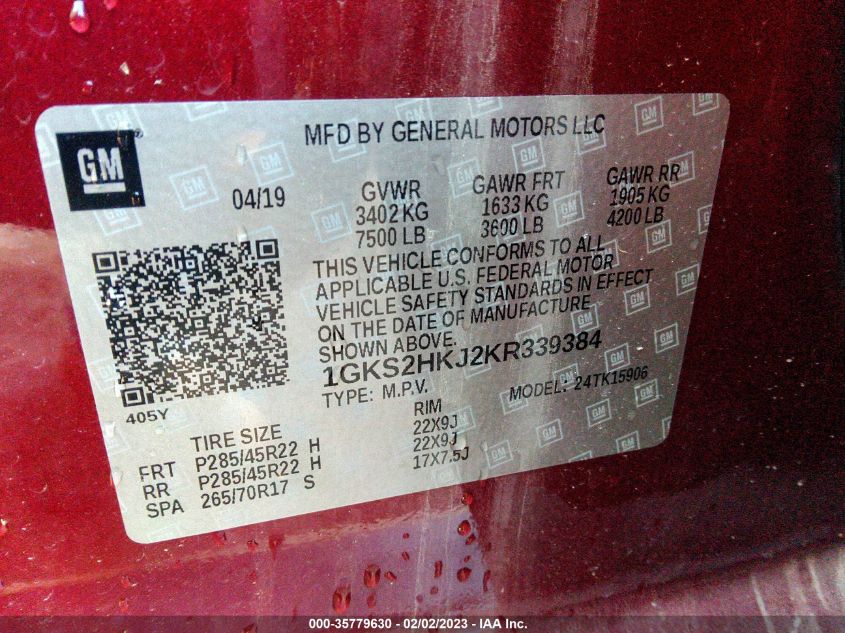 GM
MFD BY GENERAL MOTORS LLC
04/19
GVWR GAWR FRT GAWR RR
3402 KG 1633 KG 1905 KG
7500 LB 3600 LB 4200 LB
THIS VEHICLE CONFORMS TO ALL
APPLICABLE U.S. FEDERAL MOTOR
VEHICLE SAFETY STANDARDS IN EFFECT
ON THE DATE OF MANUFACTURE
SHOWN ABOVE.
1GKS2HKJ2KR339384
TYPE: M.P.V. MODEL: 24TK15906
405Y
TIRE SIZE RIM
FRT P285/45R22 H 22X9J
RR P285/45R22 H 22X9J
SPA 265/70R17 S 17X7.5J
000-35779630 - 02/02/2023 - IAA Inc.